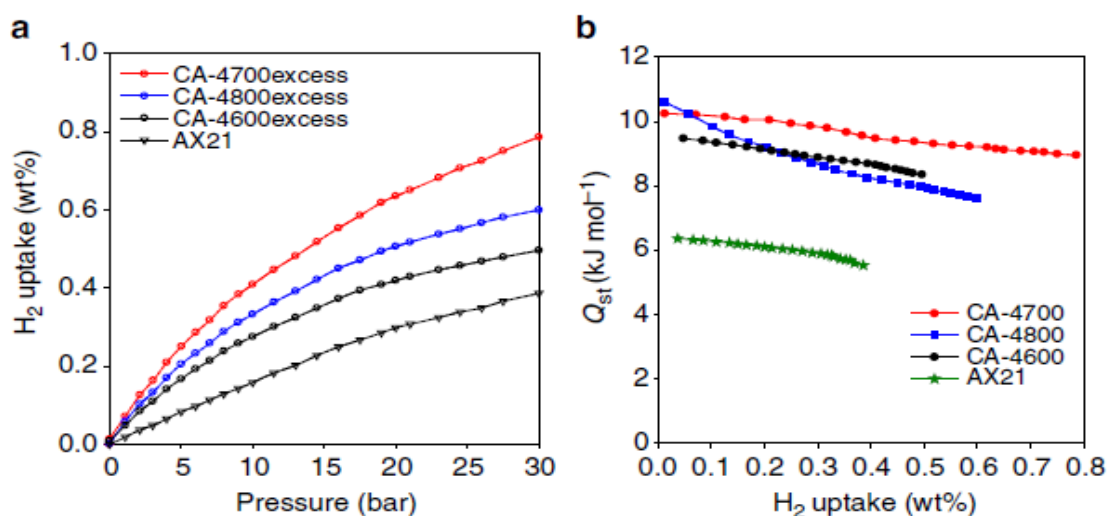 a
H2 uptake (wt%)
1.0
0.8
0.6
0.4
0.2
0.0
CA-4700excess
CA-4800excess
CA-4600excess
AX21
0 5 10 15 20 25 30
Pressure (bar)
b
Qst (kJ mol−1)
12
10
8
6
4
2
0
CA-4700
CA-4800
CA-4600
AX21
0.0 0.1 0.2 0.3 0.4 0.5 0.6 0.7 0.8
H2 uptake (wt%)